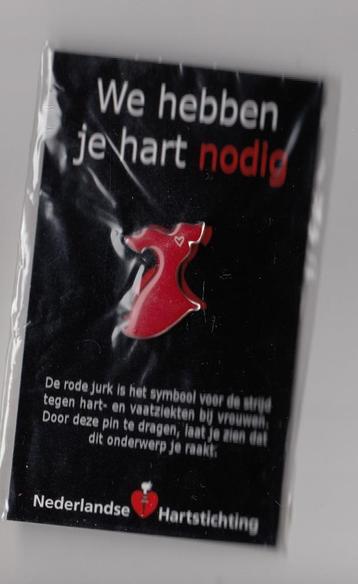 We hebben
je hart nodig
De rode jurk is het symbool voor de strijd
tegen hart- en vaatziekten bij vrouwen.
Door deze pin te dragen, laat je zien dat
dit onderwerp je raakt.
Nederlandse Hartstichting